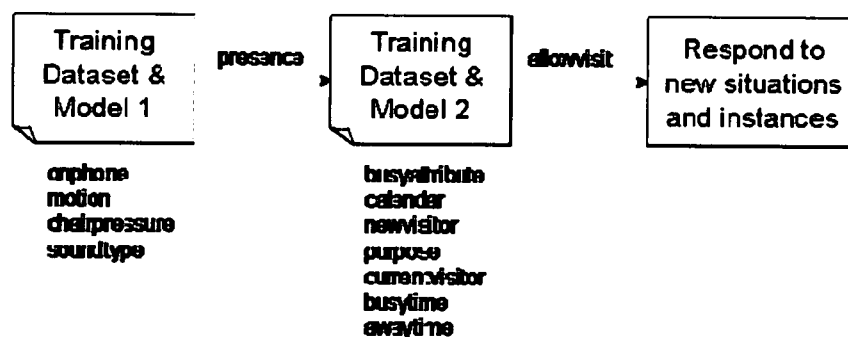 Training
Dataset &
Model 1
presence
Training
Dataset &
Model 2
allowvisit
Respond to
new situations
and instances
onphone
motion
chairpressure
soundtype
busyattribute
calendar
newvisitor
purpose
currentvisitor
busytime
awaytime